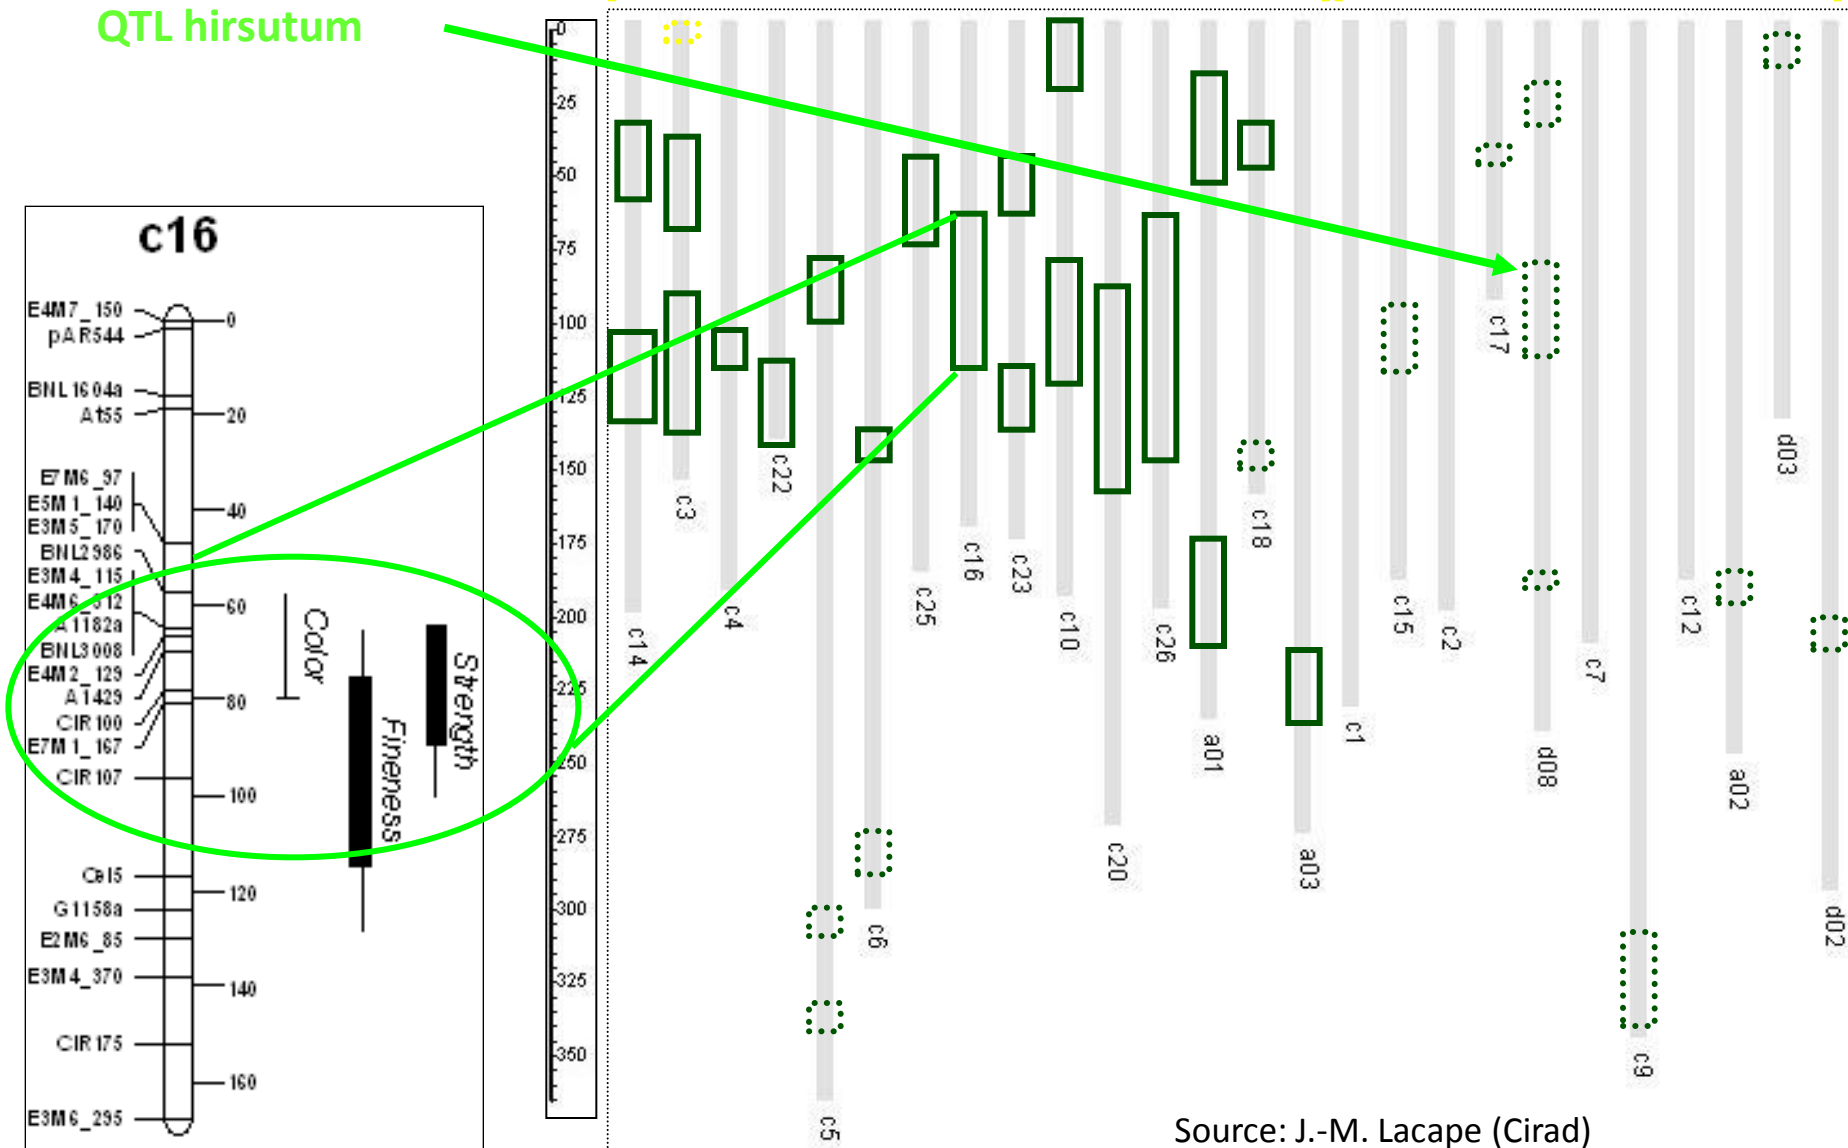 QTL hirsutum
c16
E4M7_150
pAR544
BNL1604a
A155
E7M6_97
E5M1_140
E3M5_170
BNL2986
E3M4_115
E4M6_312
A1182a
BNL3008
E4M2_129
A1429
CIR100
E7M1_167
CIR107
G1158a
E2M6_85
E3M4_370
CIR175
E3M6_295
0
20
40
60
80
100
120
140
160
Color
Fineness
Strength
0
25
50
75
100
125
150
175
200
225
250
275
300
325
350
c14
c3
c4
c22
c5
c6
c25
c16
c23
c10
c20
c26
a01
c18
a03
c1
c15
c2
c17
d08
c7
c9
c12
a02
d03
d02
Source: J.-M. Lacape (Cirad)